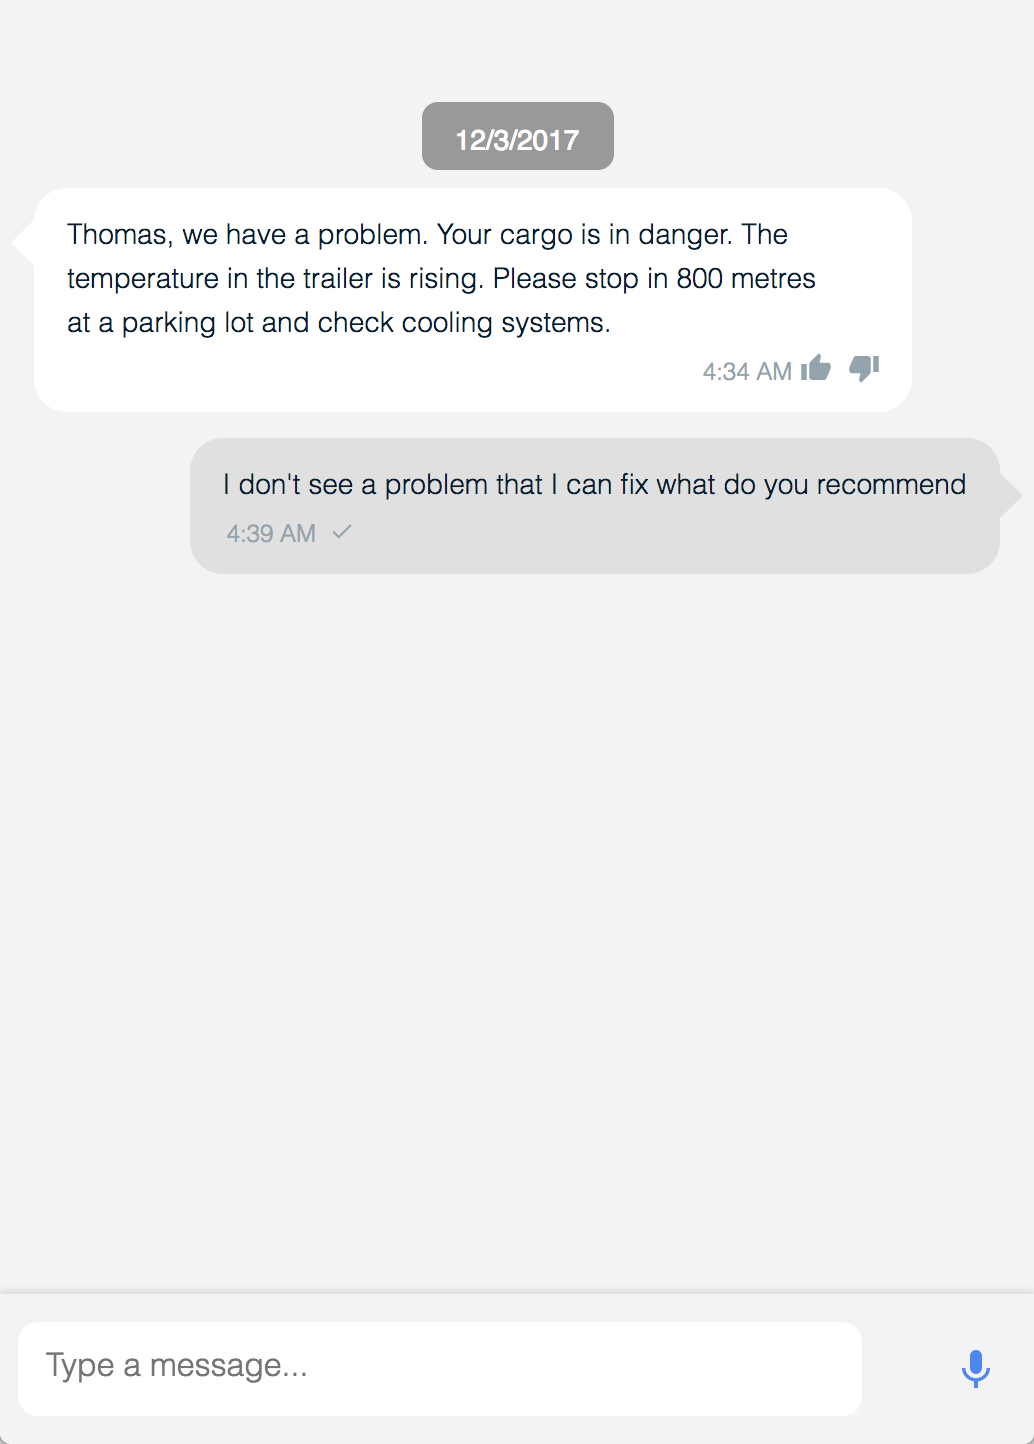 12/3/2017
Thomas, we have a problem. Your cargo is in danger. The
temperature in the trailer is rising. Please stop in 800 metres
at a parking lot and check cooling systems.
4:34 AM
I don't see a problem that I can fix what do you recommend
4:39 AM
Type a message...